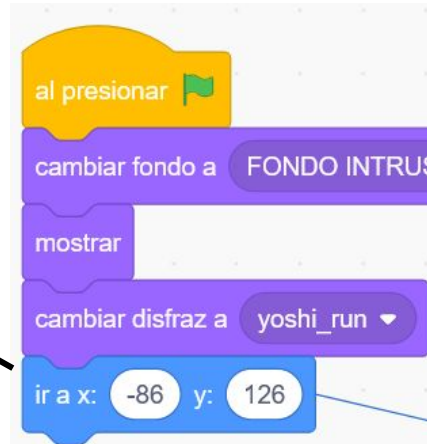 al presionar
cambiar fondo a FONDO INTRUS
mostrar
cambiar disfraz a yoshi_run
ir a x: -86 y: 126